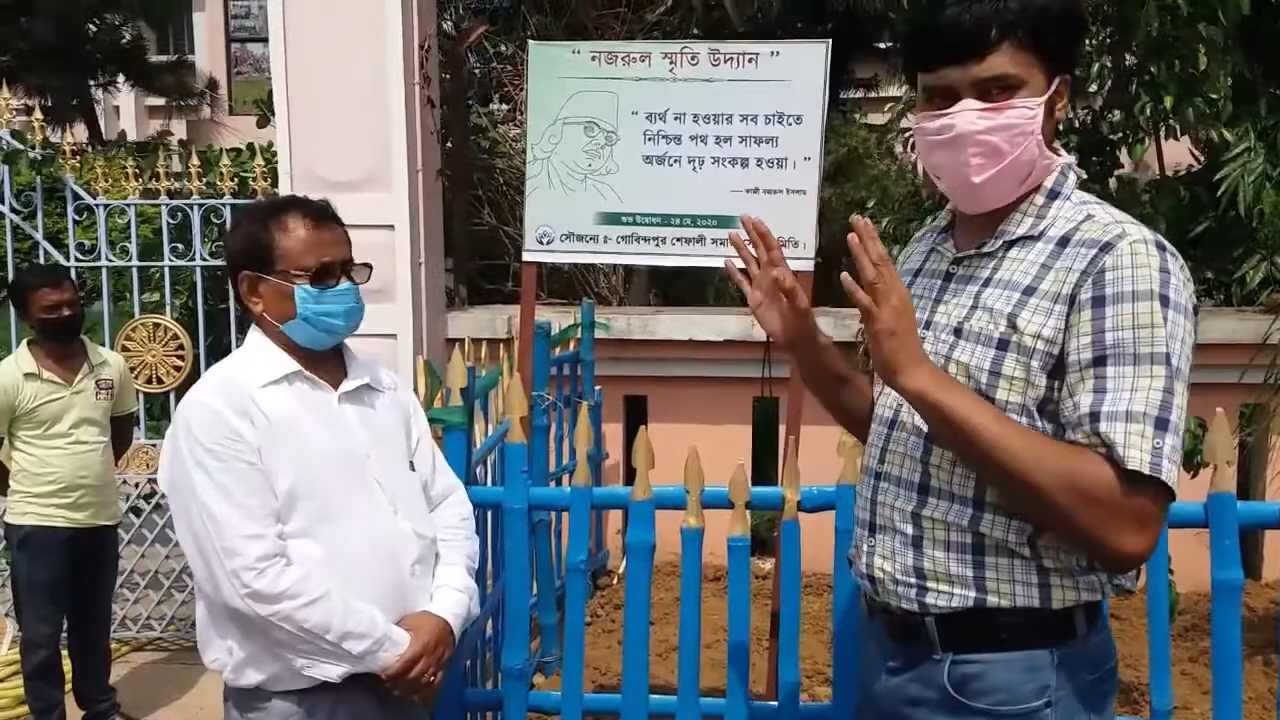 “ নজরুল স্মৃতি উদ্যান ”
“ ব্যর্থ না হওয়ার সব চাইতে
নিশ্চিন্ত পথ হল সাফল্য
অর্জনে দৃঢ় সংকল্প হওয়া। ”
— কাজী নজরুল ইসলাম
শুভ উদ্বোধন - ২৪ মে, ২০২০
সৌজন্যে ঃ- গোবিন্দপুর শেফালী